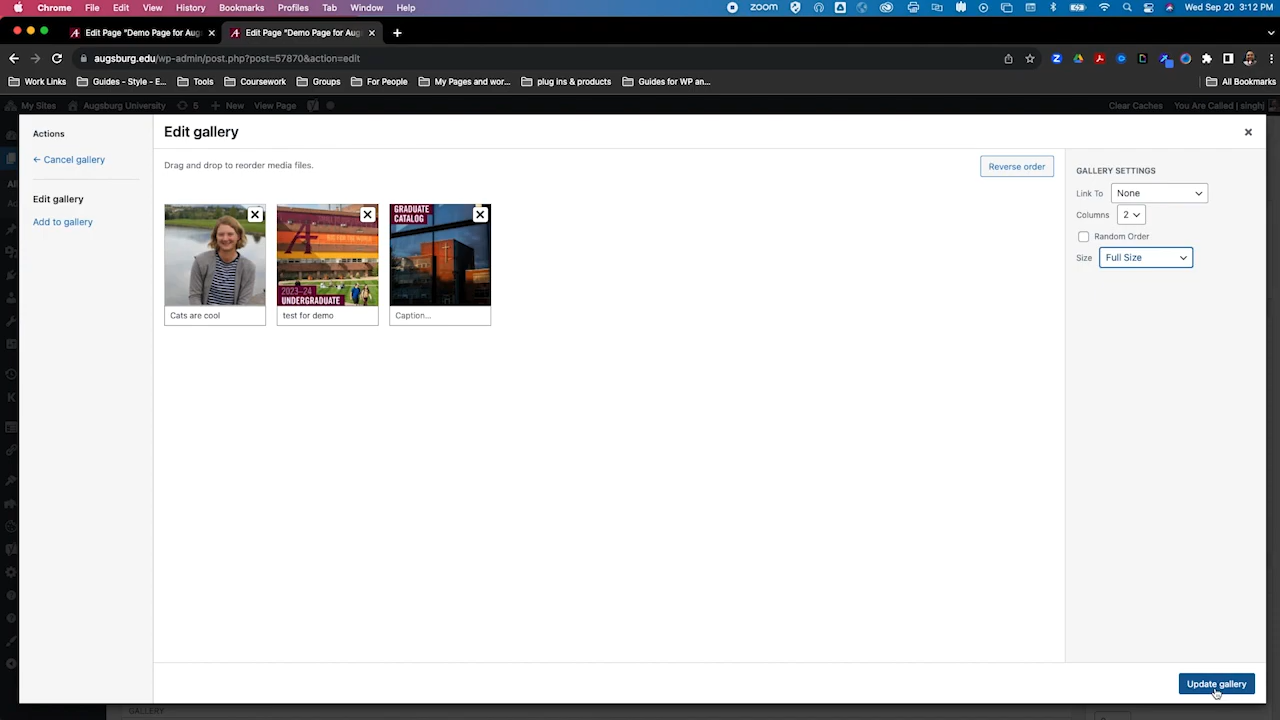 Chrome File Edit View History Bookmarks Profiles Tab Window Help
ZOOM
Wed Sep 20 3:12 PM
Edit Page "Demo Page for Aug
Edit Page "Demo Page for Aug
augsburg.edu/wp-admin/post.php?post=57870&action=edit
Work Links Guides - Style - E... Tools Coursework Groups For People My Pages and wor... plug ins & products Guides for WP an... All Bookmarks
My Sites Augsburg University 5 New View Page Clear Caches You Are Called | singhj
Actions
Edit gallery
← Cancel gallery
Drag and drop to reorder media files.
Reverse order
GALLERY SETTINGS
Link To None
Edit gallery
Columns 2
Add to gallery
Random Order
Size Full Size
GRADUATE
CATALOG
2023–24
UNDERGRADUATE
Cats are cool
test for demo
Caption...
Update gallery
GALLERY